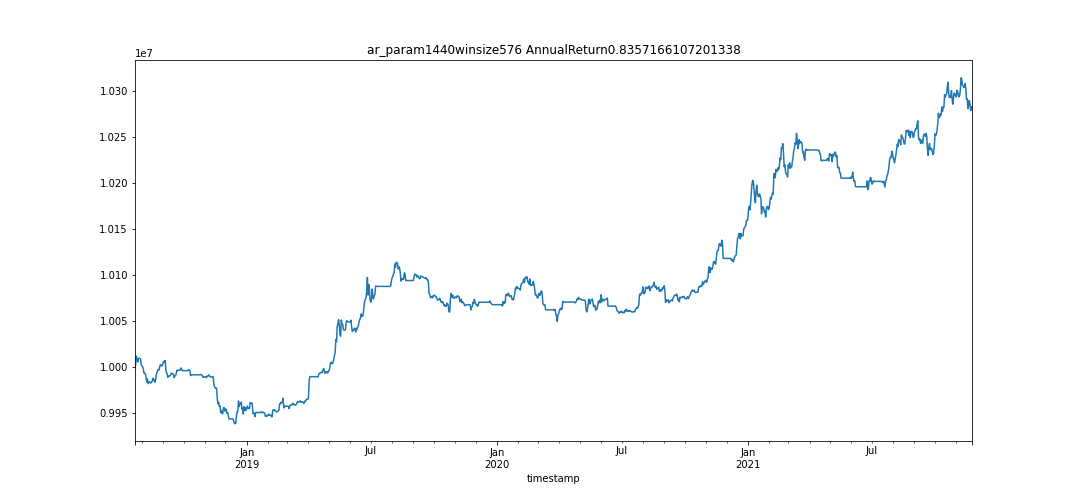 ar_param1440winsize576 AnnualReturn0.8357166107201338
1e7
1.030
1.025
1.020
1.015
1.010
1.005
1.000
0.995
Jan
2019
Jul
Jan
2020
Jul
Jan
2021
Jul
timestamp